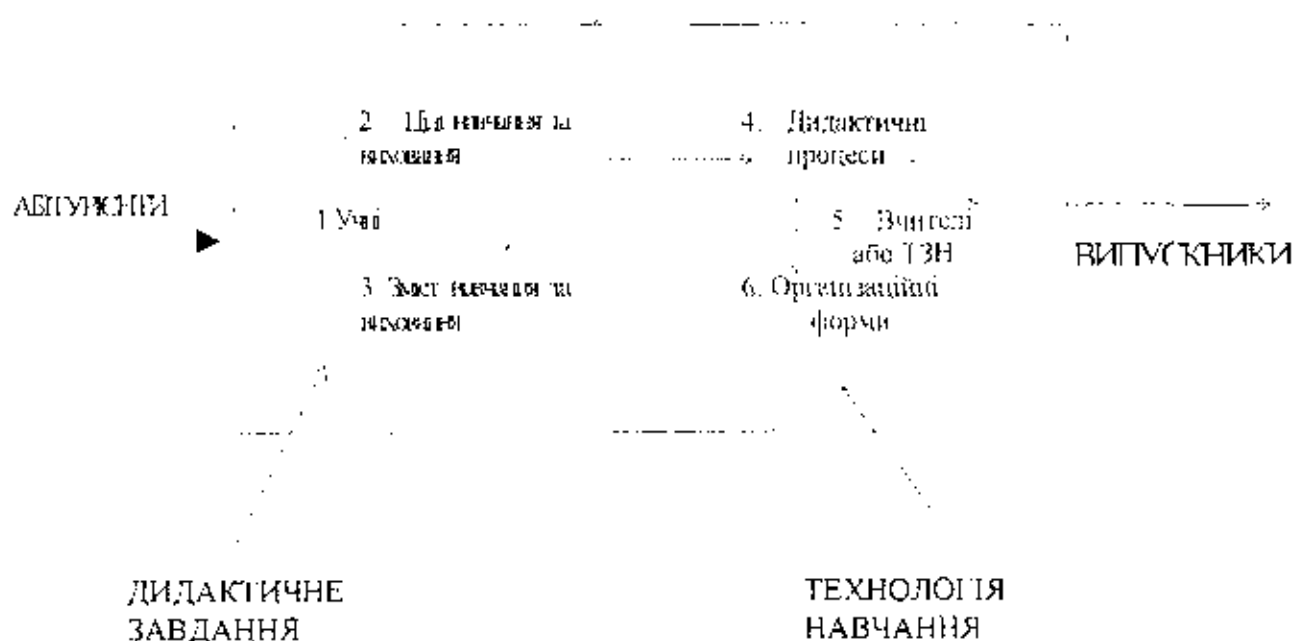 2 Цілі навчання та
виховання
4. Дидактичні
процеси
АБІТУРІЄНТИ
1 Учні
5 Вчителі
або ТЗН
ВИПУСКНИКИ
3 Зміст навчання та
виховання
6. Організаційні
форми
ДИДАКТИЧНЕ
ЗАВДАННЯ
ТЕХНОЛОГІЯ
НАВЧАННЯ